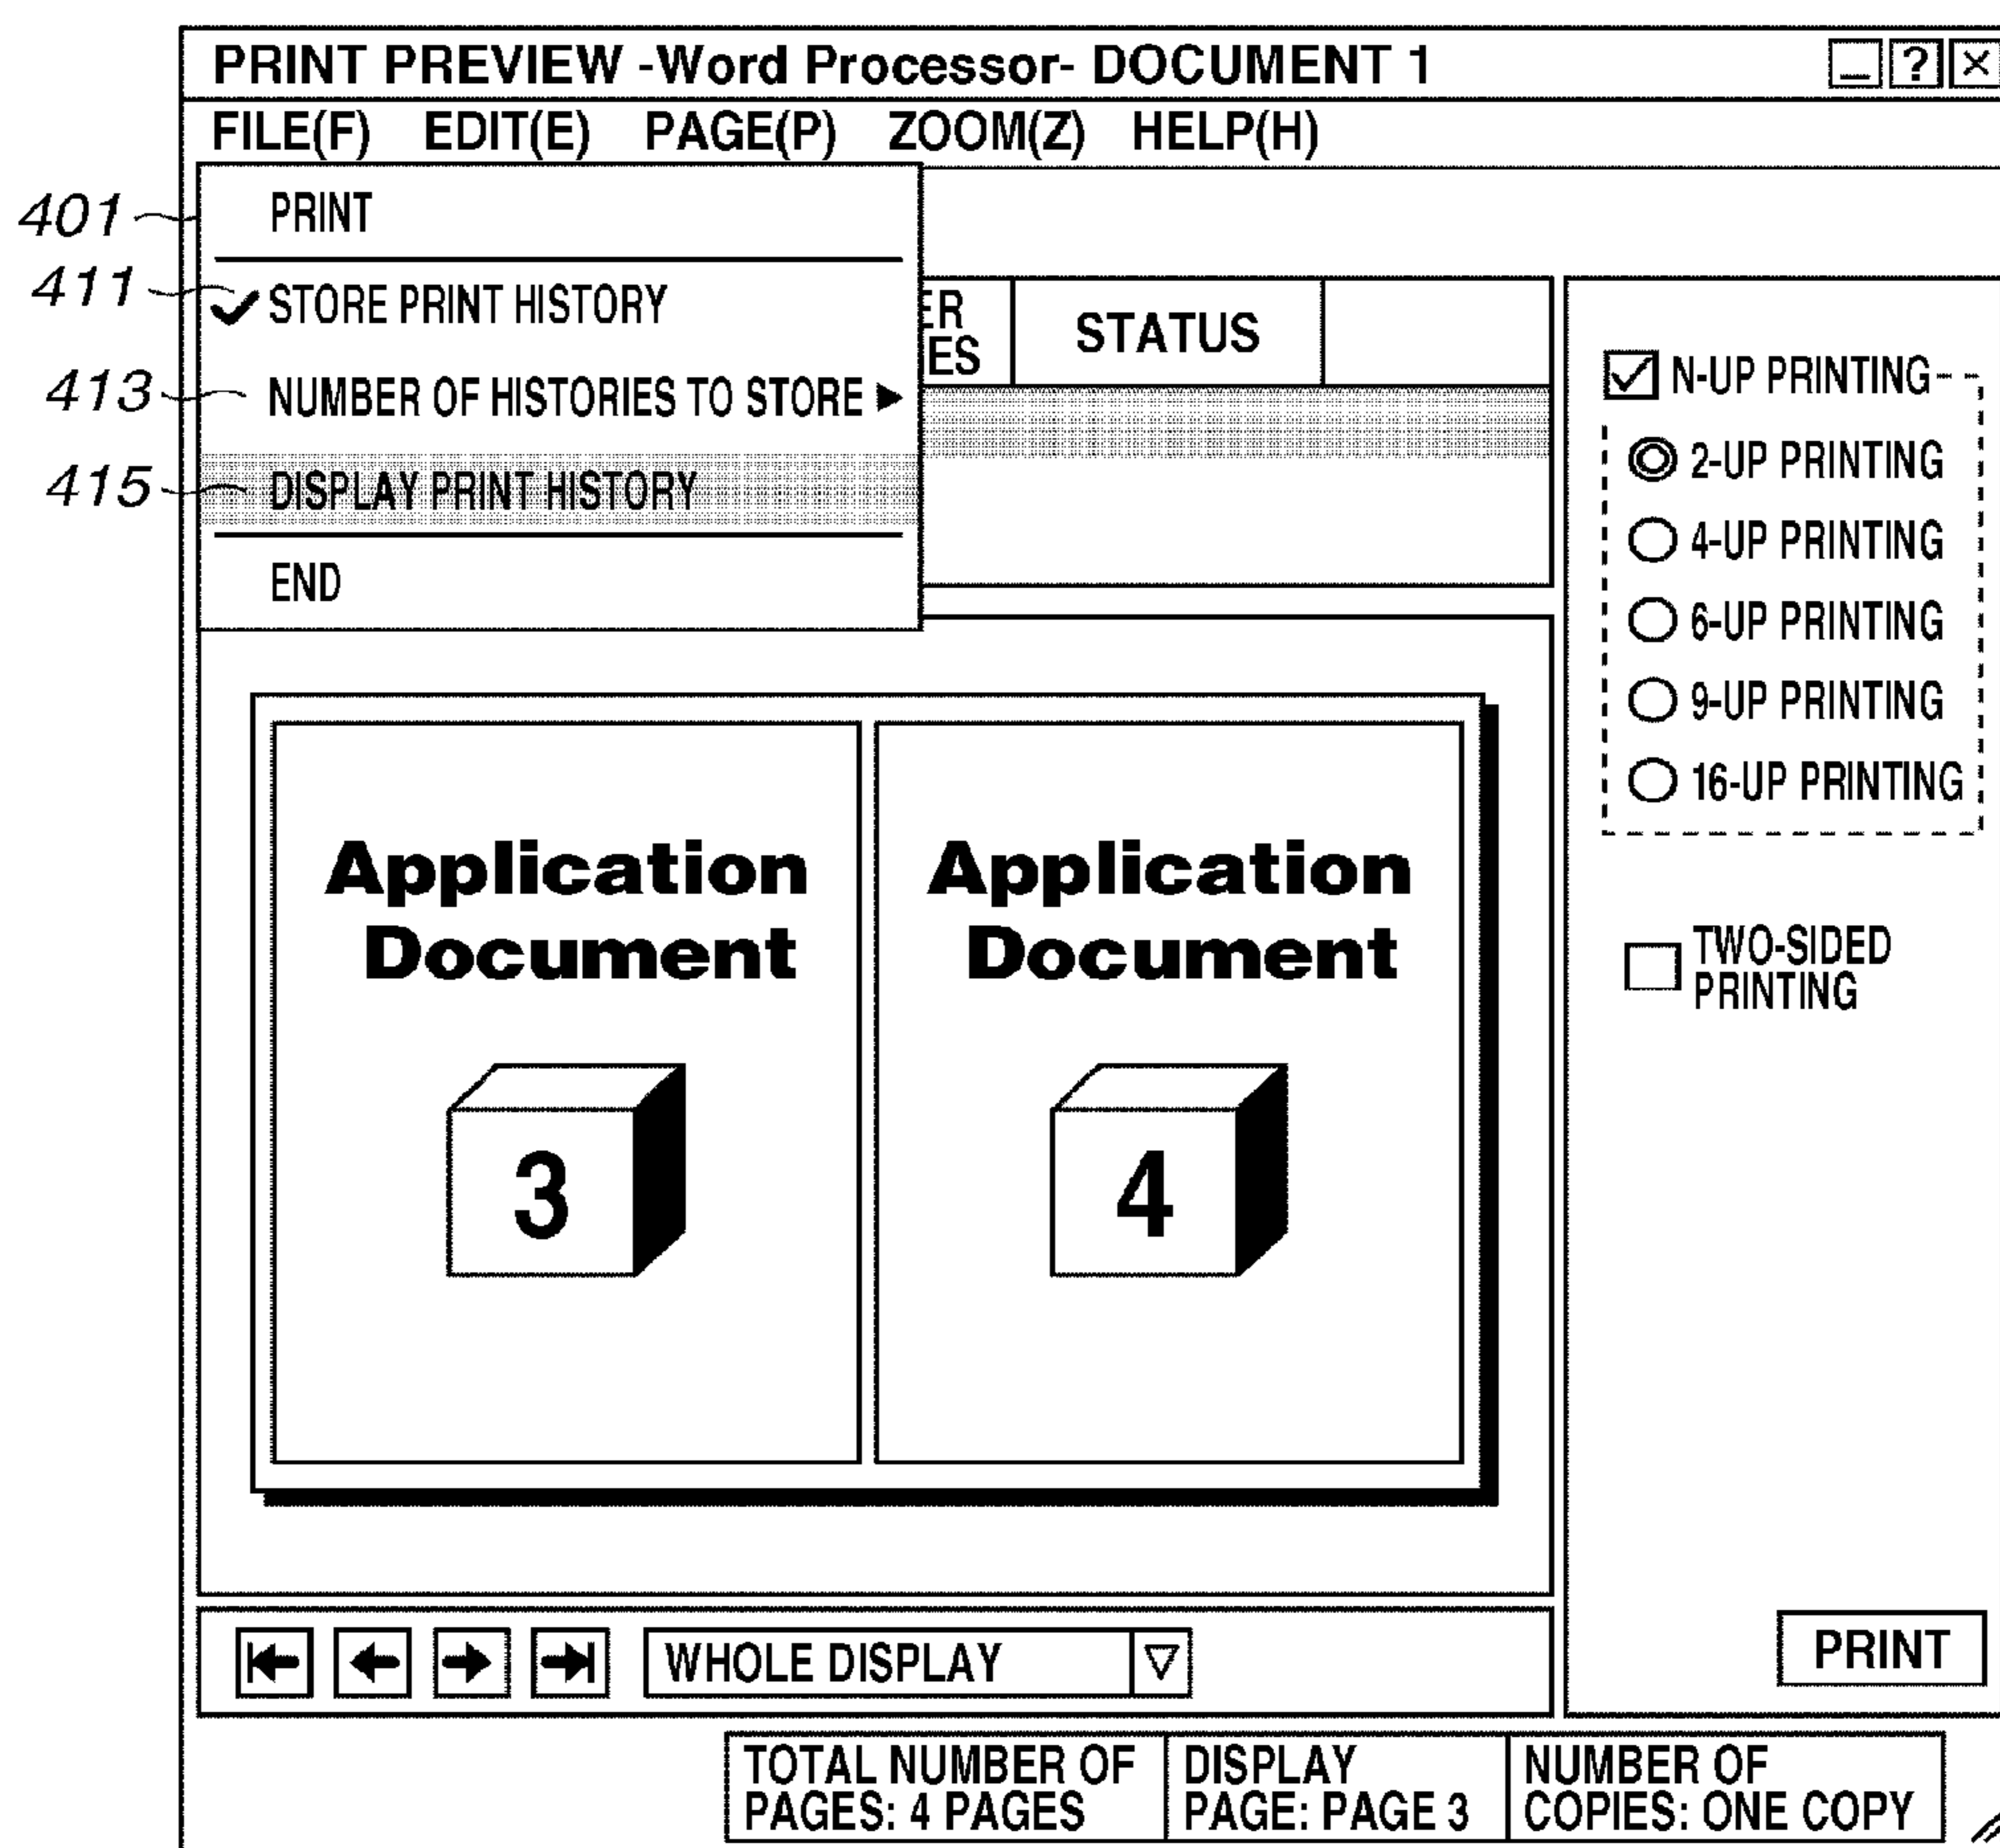 PRINT PREVIEW -Word Processor- DOCUMENT 1
FILE(F) EDIT(E) PAGE(P) ZOOM(Z) HELP(H)
401 PRINT
411 STORE PRINT HISTORY
413 NUMBER OF HISTORIES TO STORE
415 DISPLAY PRINT HISTORY
END
ER
ES
STATUS
N-UP PRINTING
2-UP PRINTING
4-UP PRINTING
6-UP PRINTING
9-UP PRINTING
16-UP PRINTING
TWO-SIDED
PRINTING
Application
Document
3
Application
Document
4
WHOLE DISPLAY
PRINT
TOTAL NUMBER OF
PAGES: 4 PAGES
DISPLAY
PAGE: PAGE 3
NUMBER OF
COPIES: ONE COPY